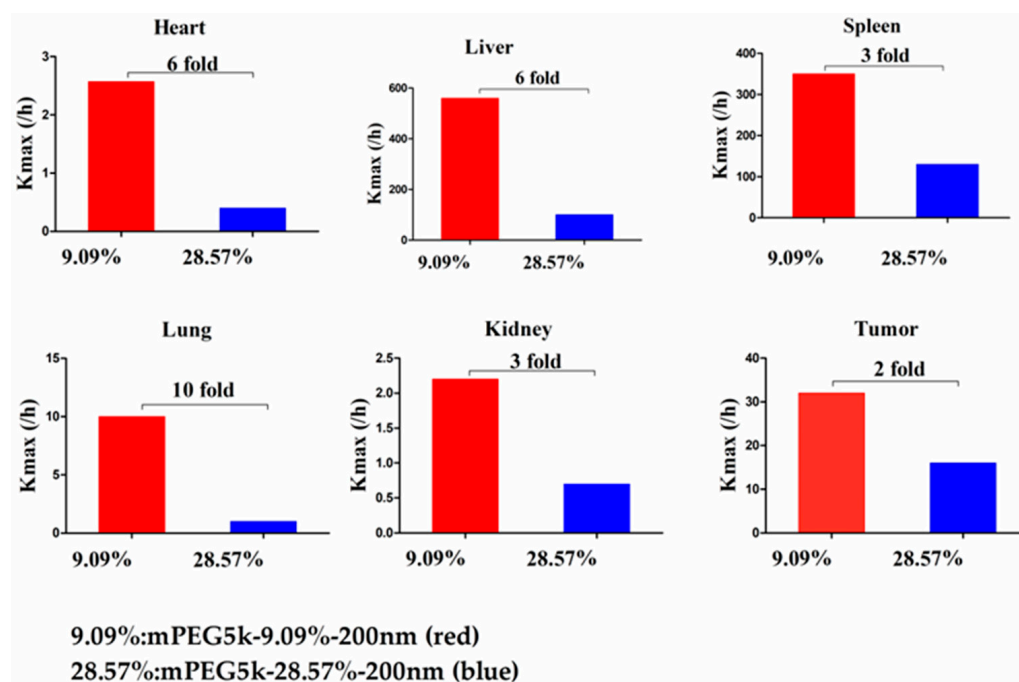 Heart
6 fold
Kmax (/h)
3
2
1
0
9.09% 28.57%
Liver
6 fold
Kmax (/h)
600
400
200
0
9.09% 28.57%
Spleen
3 fold
Kmax (/h)
400
300
200
100
0
9.09% 28.57%
Lung
10 fold
Kmax (/h)
15
10
5
0
9.09% 28.57%
Kidney
3 fold
Kmax (/h)
2.5
2.0
1.5
1.0
0.5
0.0
9.09% 28.57%
Tumor
2 fold
Kmax (/h)
40
30
20
10
0
9.09% 28.57%
9.09%:mPEG5k-9.09%-200nm (red)
28.57%:mPEG5k-28.57%-200nm (blue)